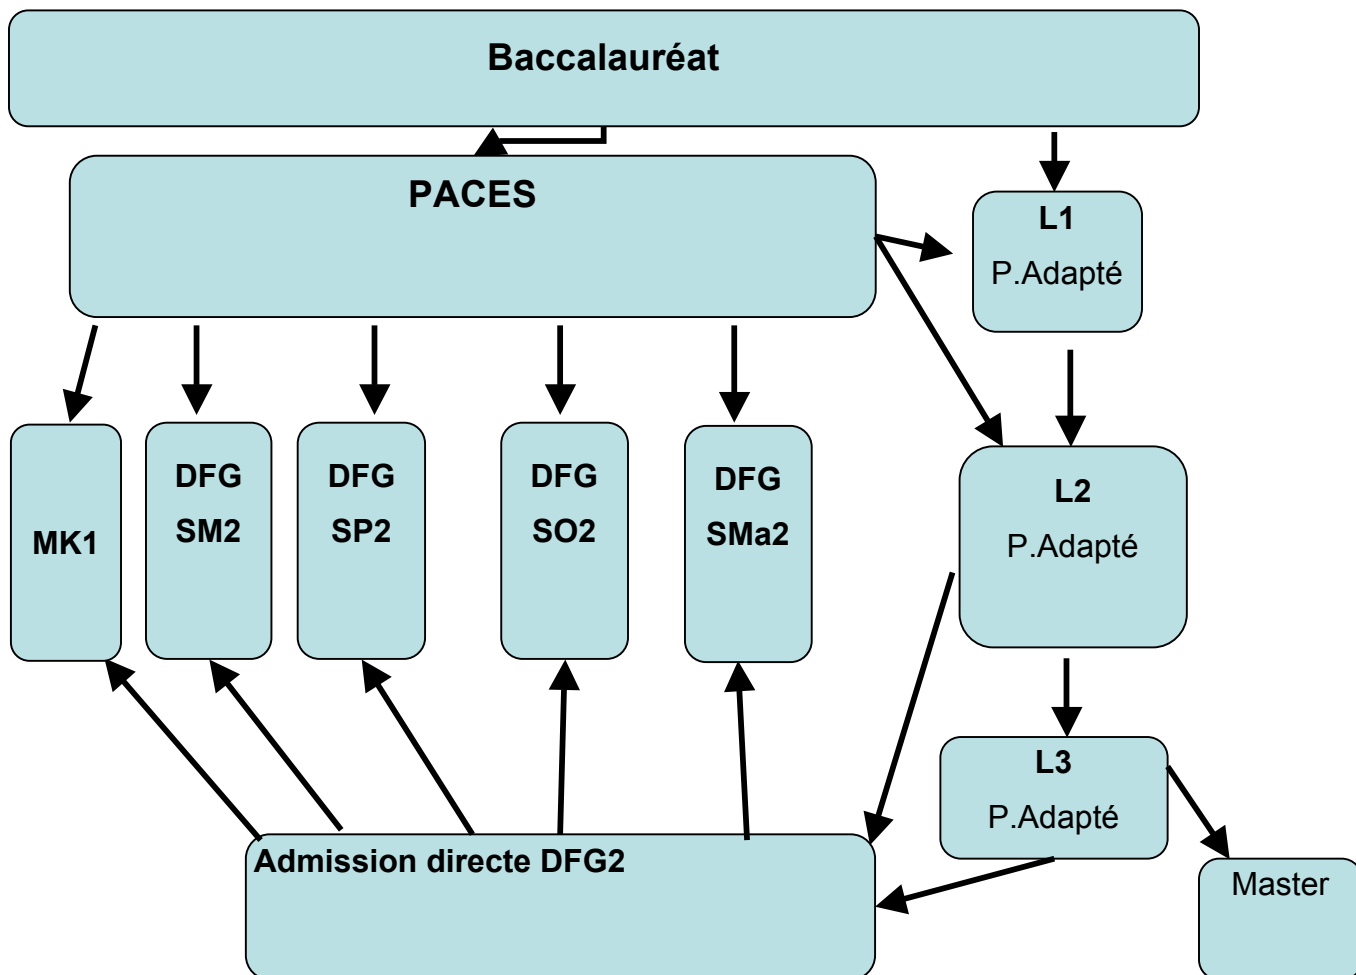 Baccalauréat
PACES
L1
P.Adapté
MK1
DFG
SM2
DFG
SP2
DFG
SO2
DFG
SMa2
L2
P.Adapté
L3
P.Adapté
Admission directe DFG2
Master